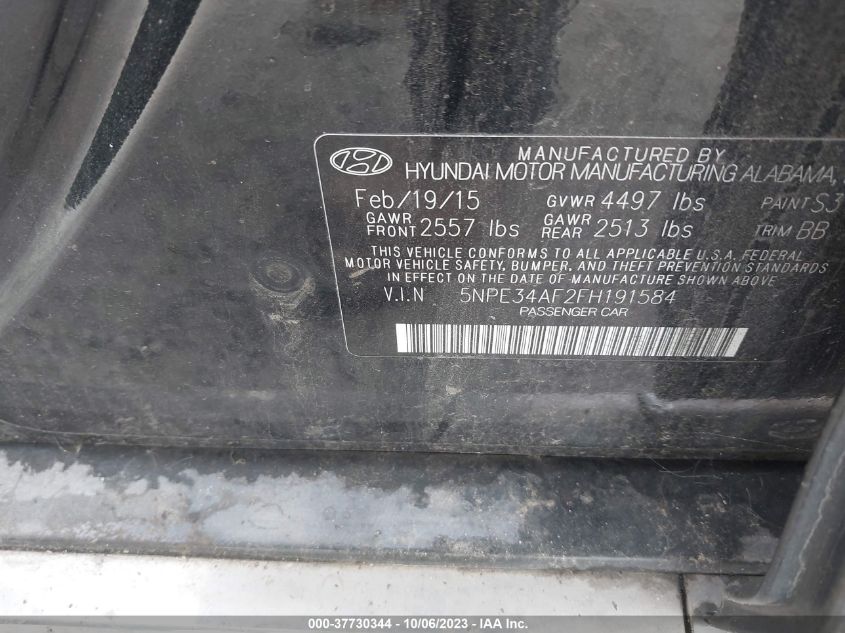 MANUFACTURED BY
HYUNDAI MOTOR MANUFACTURING ALABAMA,
Feb/19/15 GVWR 4497 lbs PAINT S3
GAWR FRONT 2557 lbs GAWR REAR 2513 lbs TRIM BB
THIS VEHICLE CONFORMS TO ALL APPLICABLE U.S.A. FEDERAL
MOTOR VEHICLE SAFETY, BUMPER, AND THEFT PREVENTION STANDARDS
IN EFFECT ON THE DATE OF MANUFACTURE SHOWN ABOVE
V.I.N 5NPE34AF2FH191584
PASSENGER CAR
000-37730344 - 10/06/2023 - IAA Inc.